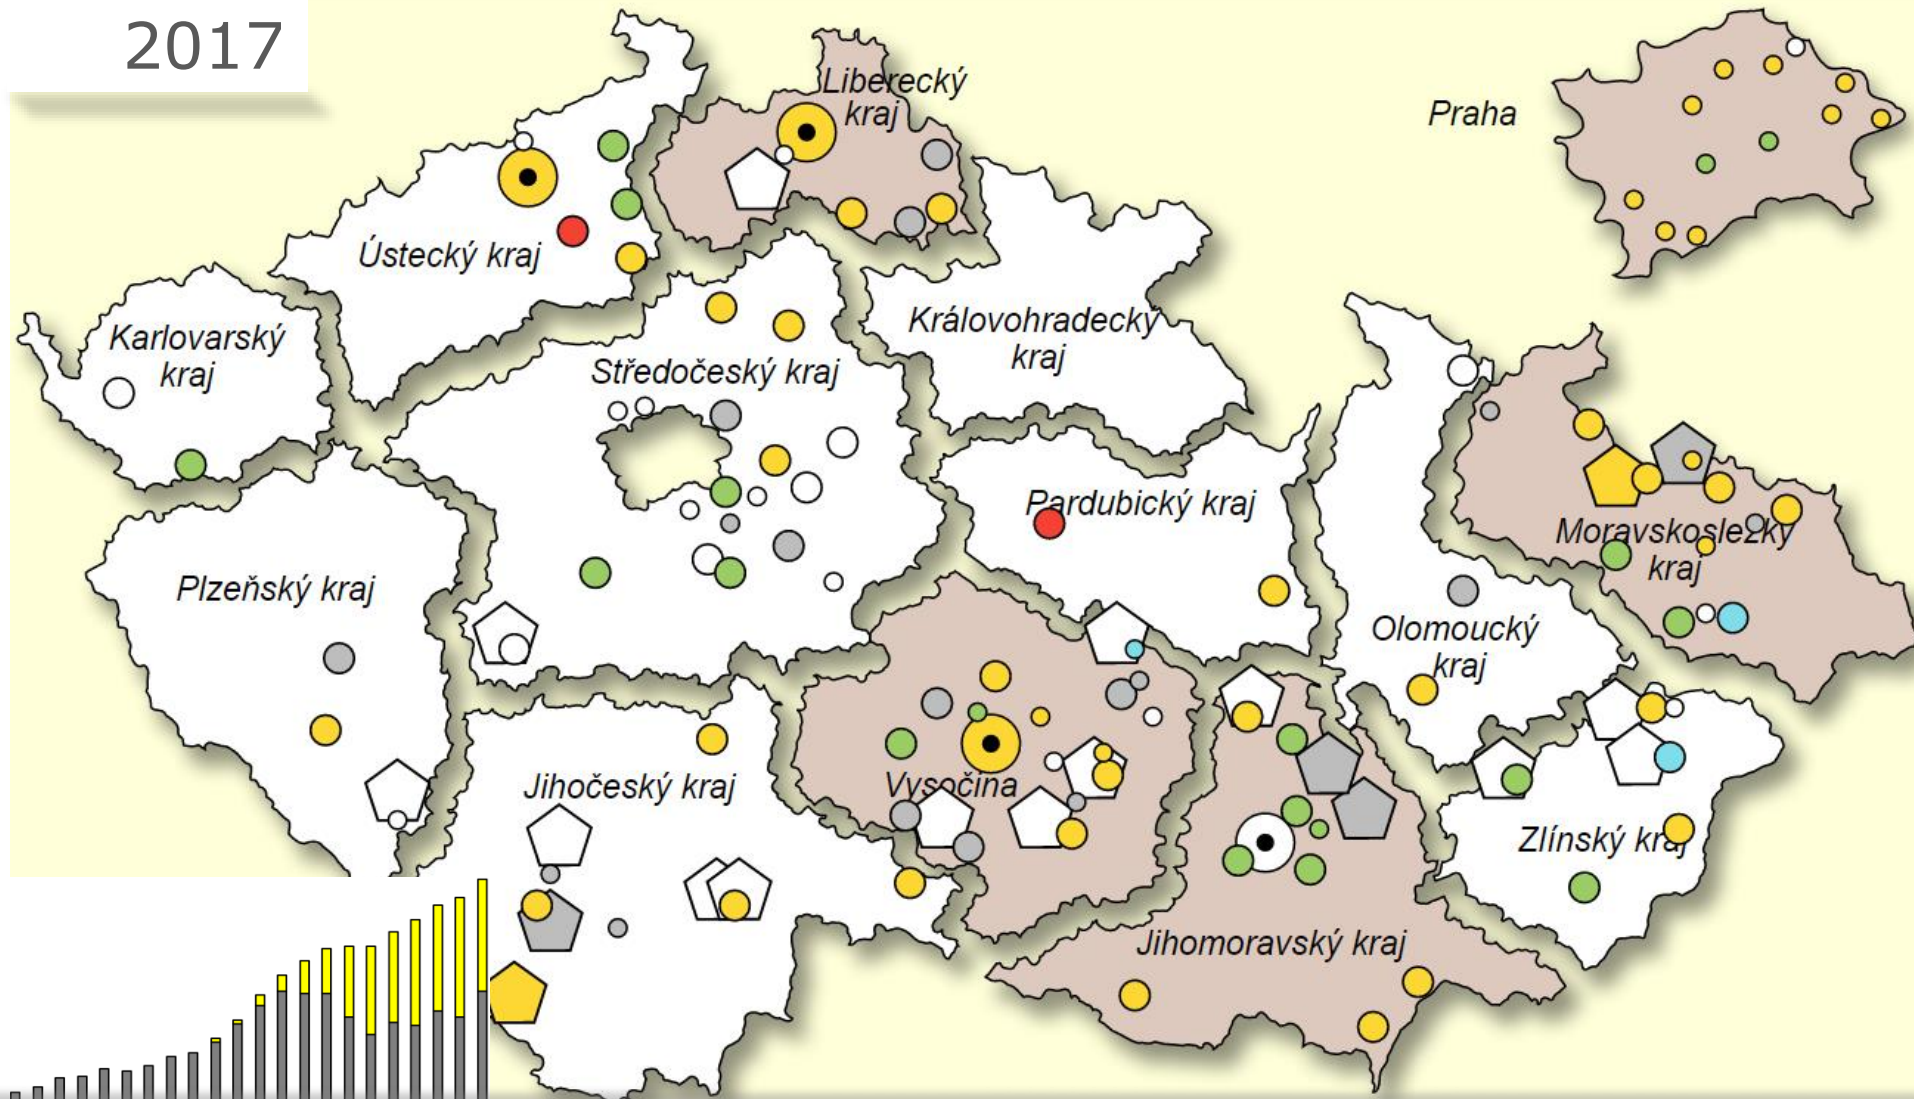 2017
Liberecký
kraj
Praha
Ústecký kraj
Karlovarský
kraj
Královohradecký
kraj
Středočeský kraj
Pardubický kraj
Moravskoslezký
kraj
Plzeňský kraj
Olomoucký
kraj
Jihočeský kraj
Vysočina
Zlínský kraj
Jihomoravský kraj